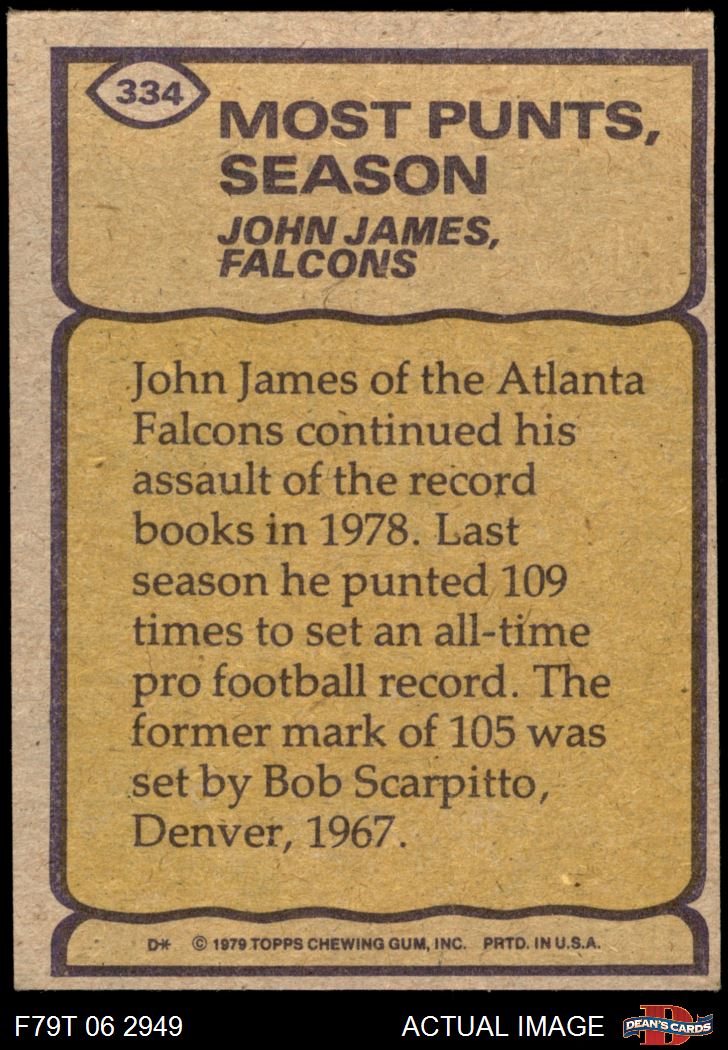 334
MOST PUNTS,
SEASON
JOHN JAMES,
FALCONS
John James of the Atlanta
Falcons continued his
assault of the record
books in 1978. Last
season he punted 109
times to set an all-time
pro football record. The
former mark of 105 was
set by Bob Scarpitto,
Denver, 1967.
D* © 1979 TOPPS CHEWING GUM, INC. PRTD. IN U.S.A.
F79T 06 2949 ACTUAL IMAGE D DEAN'S CARDS